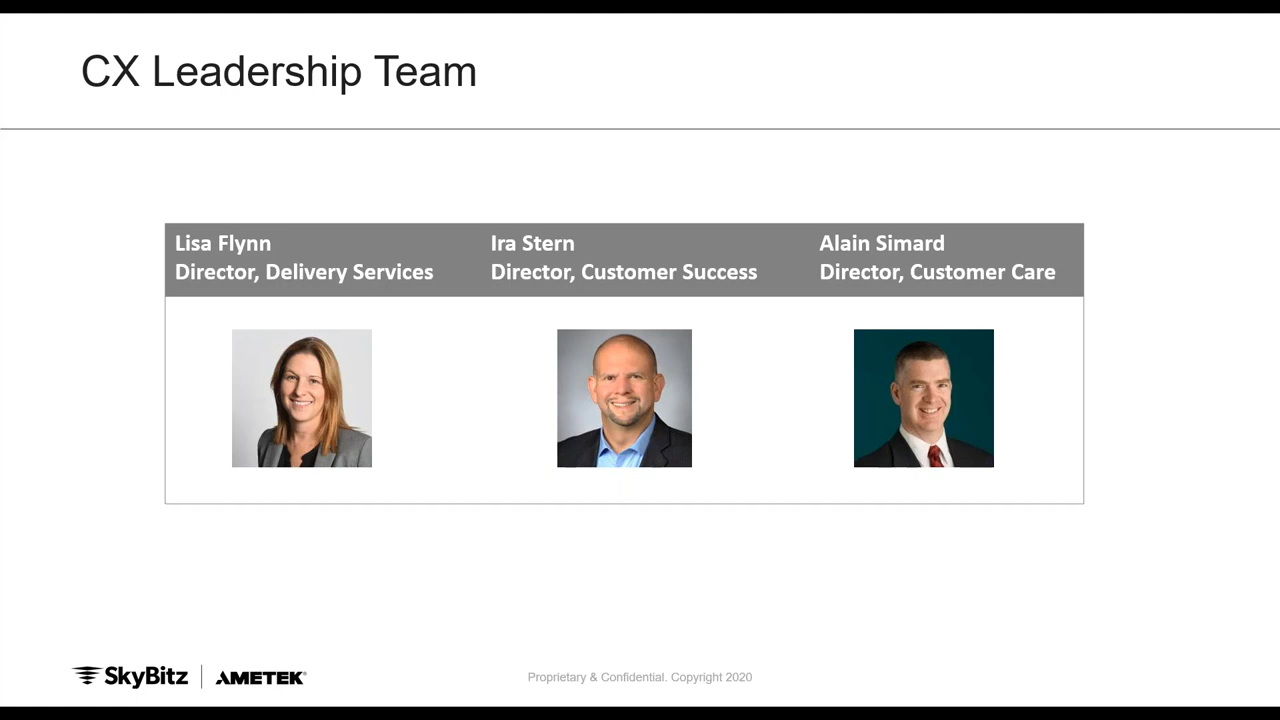 CX Leadership Team
Lisa Flynn
Director, Delivery Services
Ira Stern
Director, Customer Success
Alain Simard
Director, Customer Care
SkyBitz
AMETEK®
Proprietary & Confidential. Copyright 2020